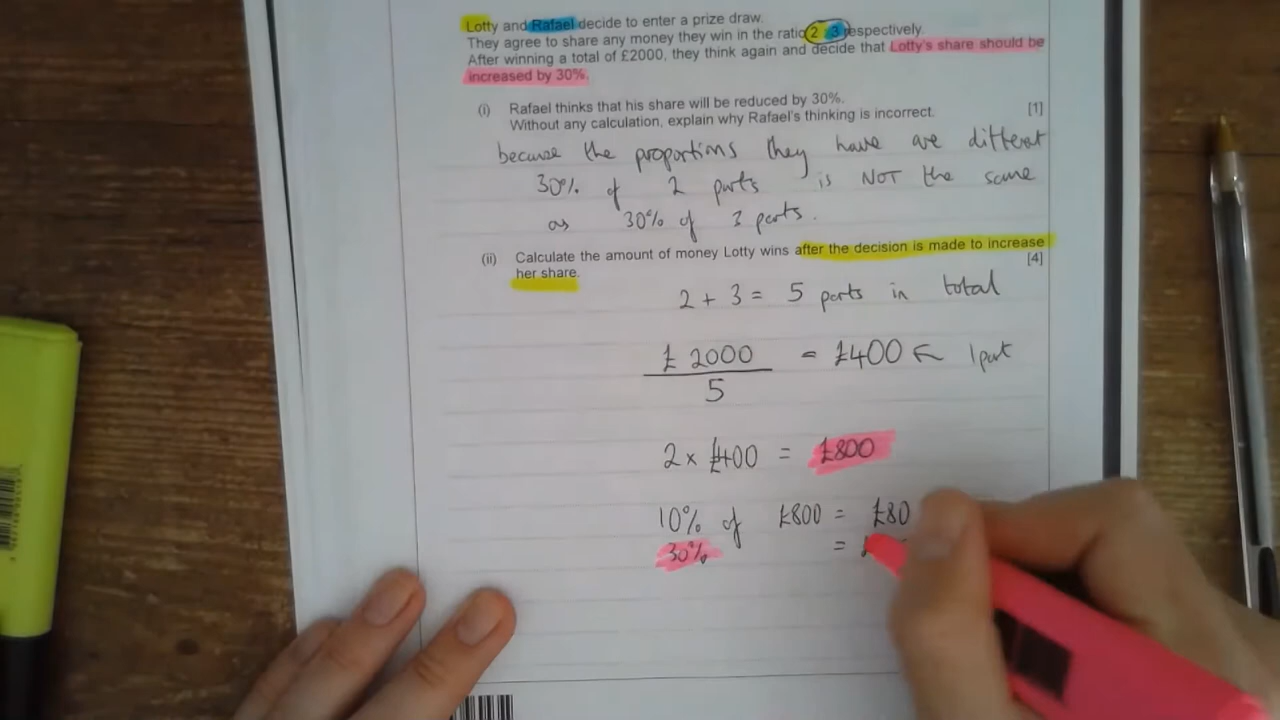 Lotty and Rafael decide to enter a prize draw.
They agree to share any money they win in the ratio 2 : 3 respectively.
After winning a total of £2000, they think again and decide that Lotty's share should be
increased by 30%.
(i) Rafael thinks that his share will be reduced by 30%.
Without any calculation, explain why Rafael's thinking is incorrect. [1]
because the proportions they have are different
30% of 2 parts is NOT the same
as 30% of 3 parts.
(ii) Calculate the amount of money Lotty wins after the decision is made to increase
her share. [4]
2 + 3 = 5 parts in total
£2000 = £400 ← 1 part
5
2 × £400 = £800
10% of £800 = £80
30% =